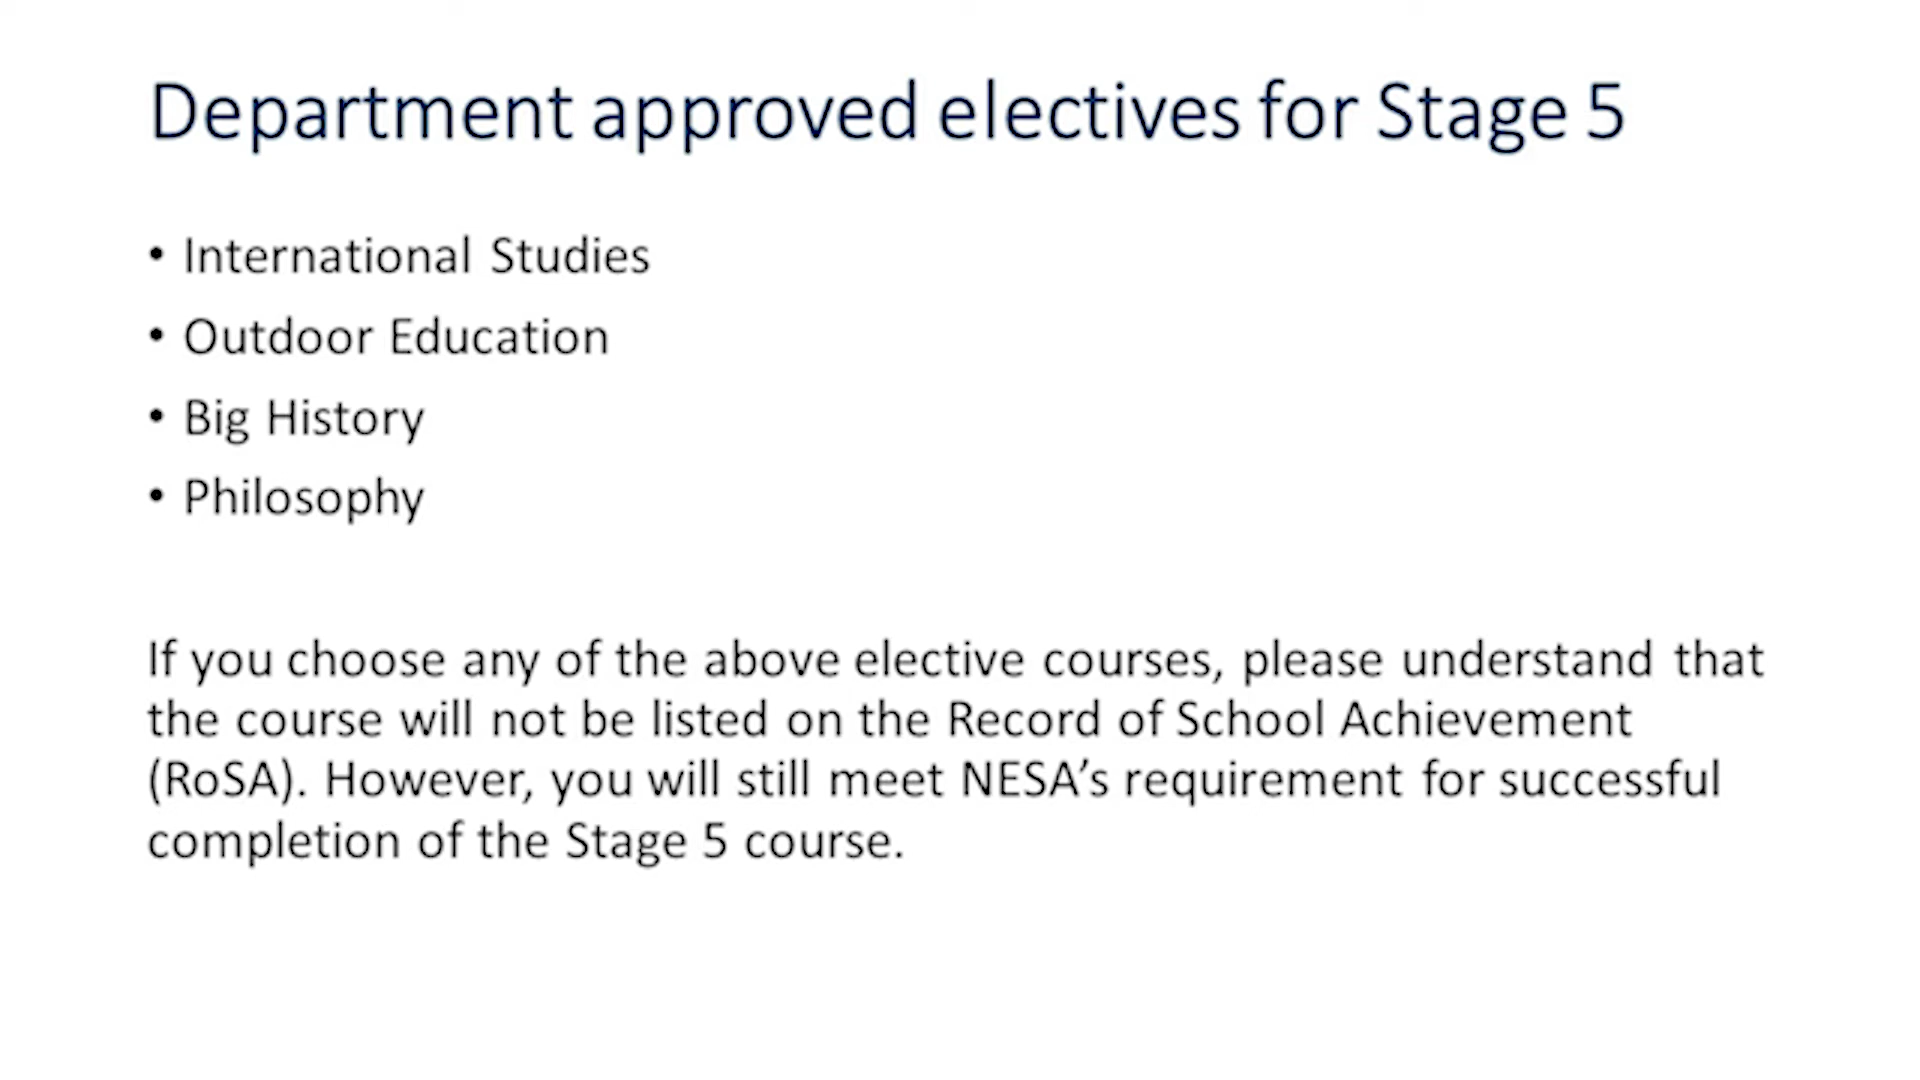 Department approved electives for Stage 5
• International Studies
• Outdoor Education
• Big History
• Philosophy
If you choose any of the above elective courses, please understand that
the course will not be listed on the Record of School Achievement
(RoSA). However, you will still meet NESA’s requirement for successful
completion of the Stage 5 course.